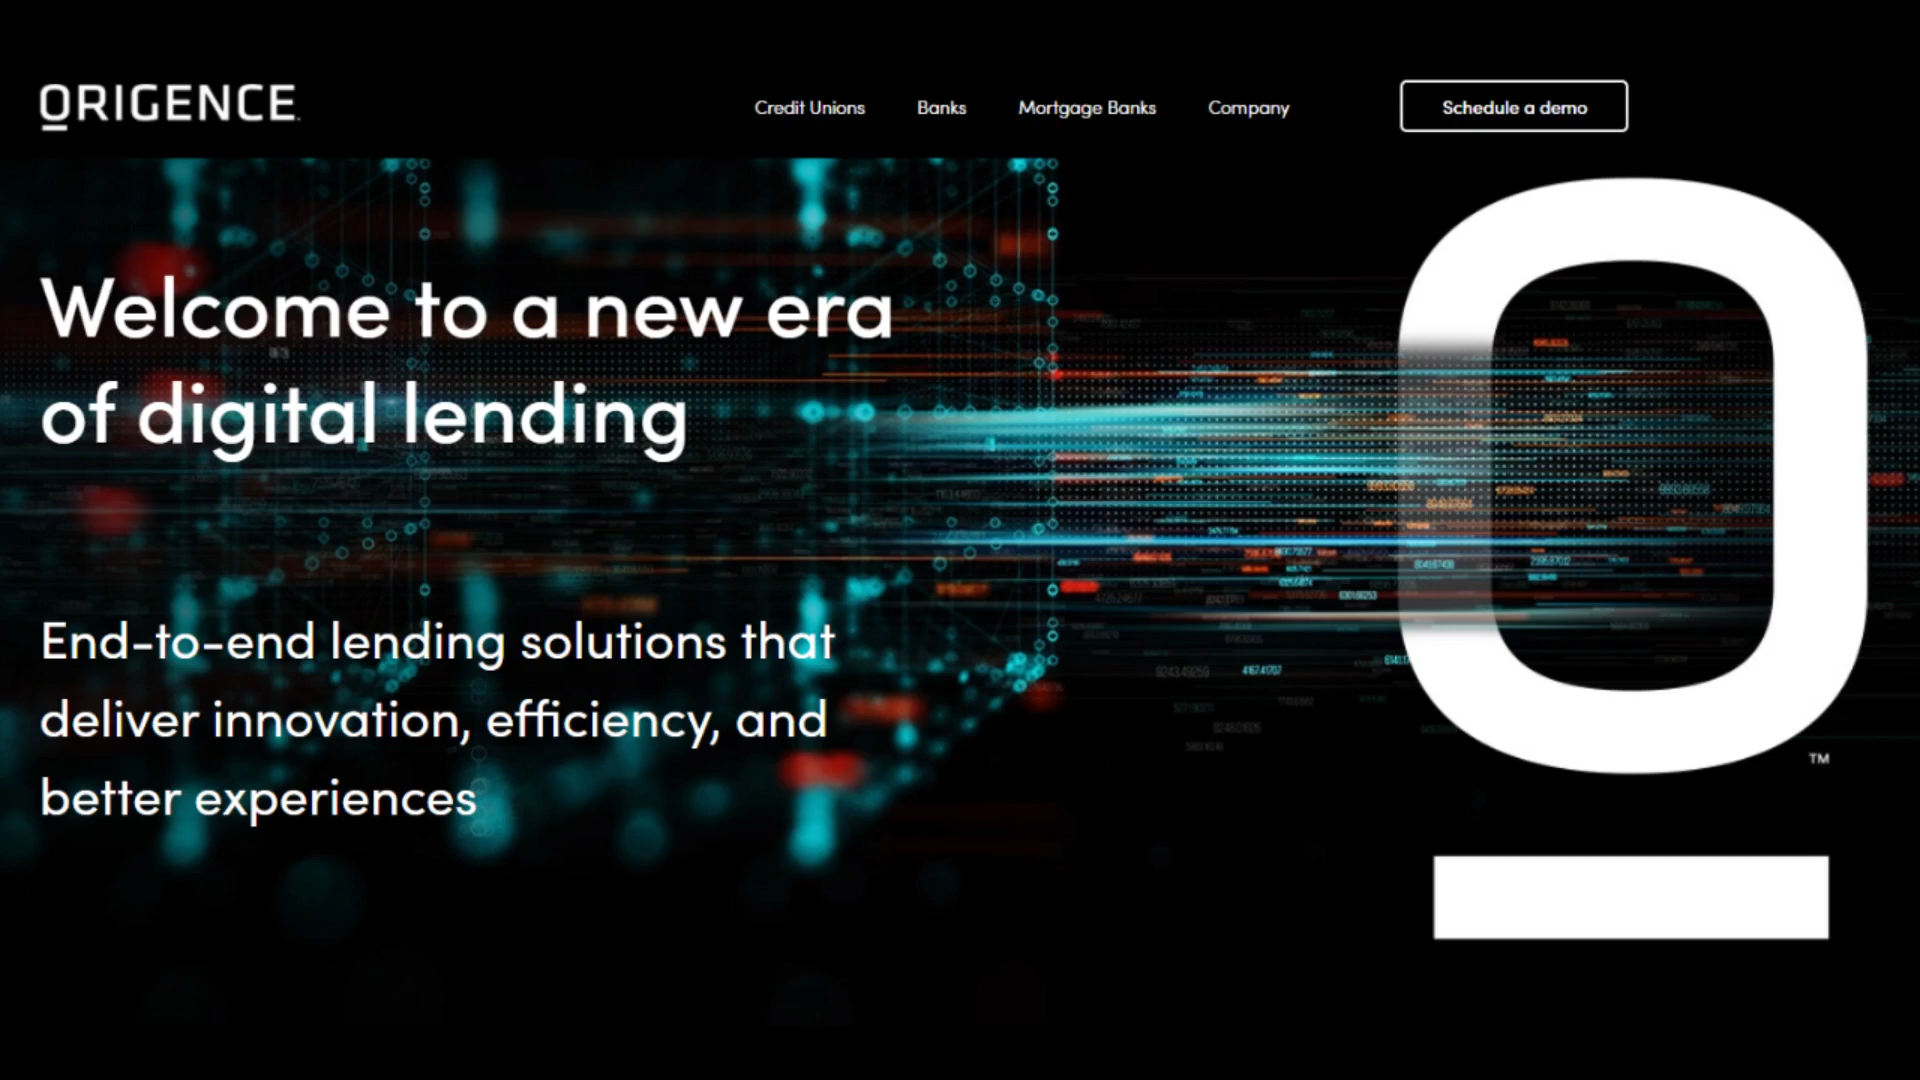 ORIGENCE
Credit Unions
Banks
Mortgage Banks
Company
Schedule a demo
Welcome to a new era
of digital lending
End-to-end lending solutions that
deliver innovation, efficiency, and
better experiences
O
TM